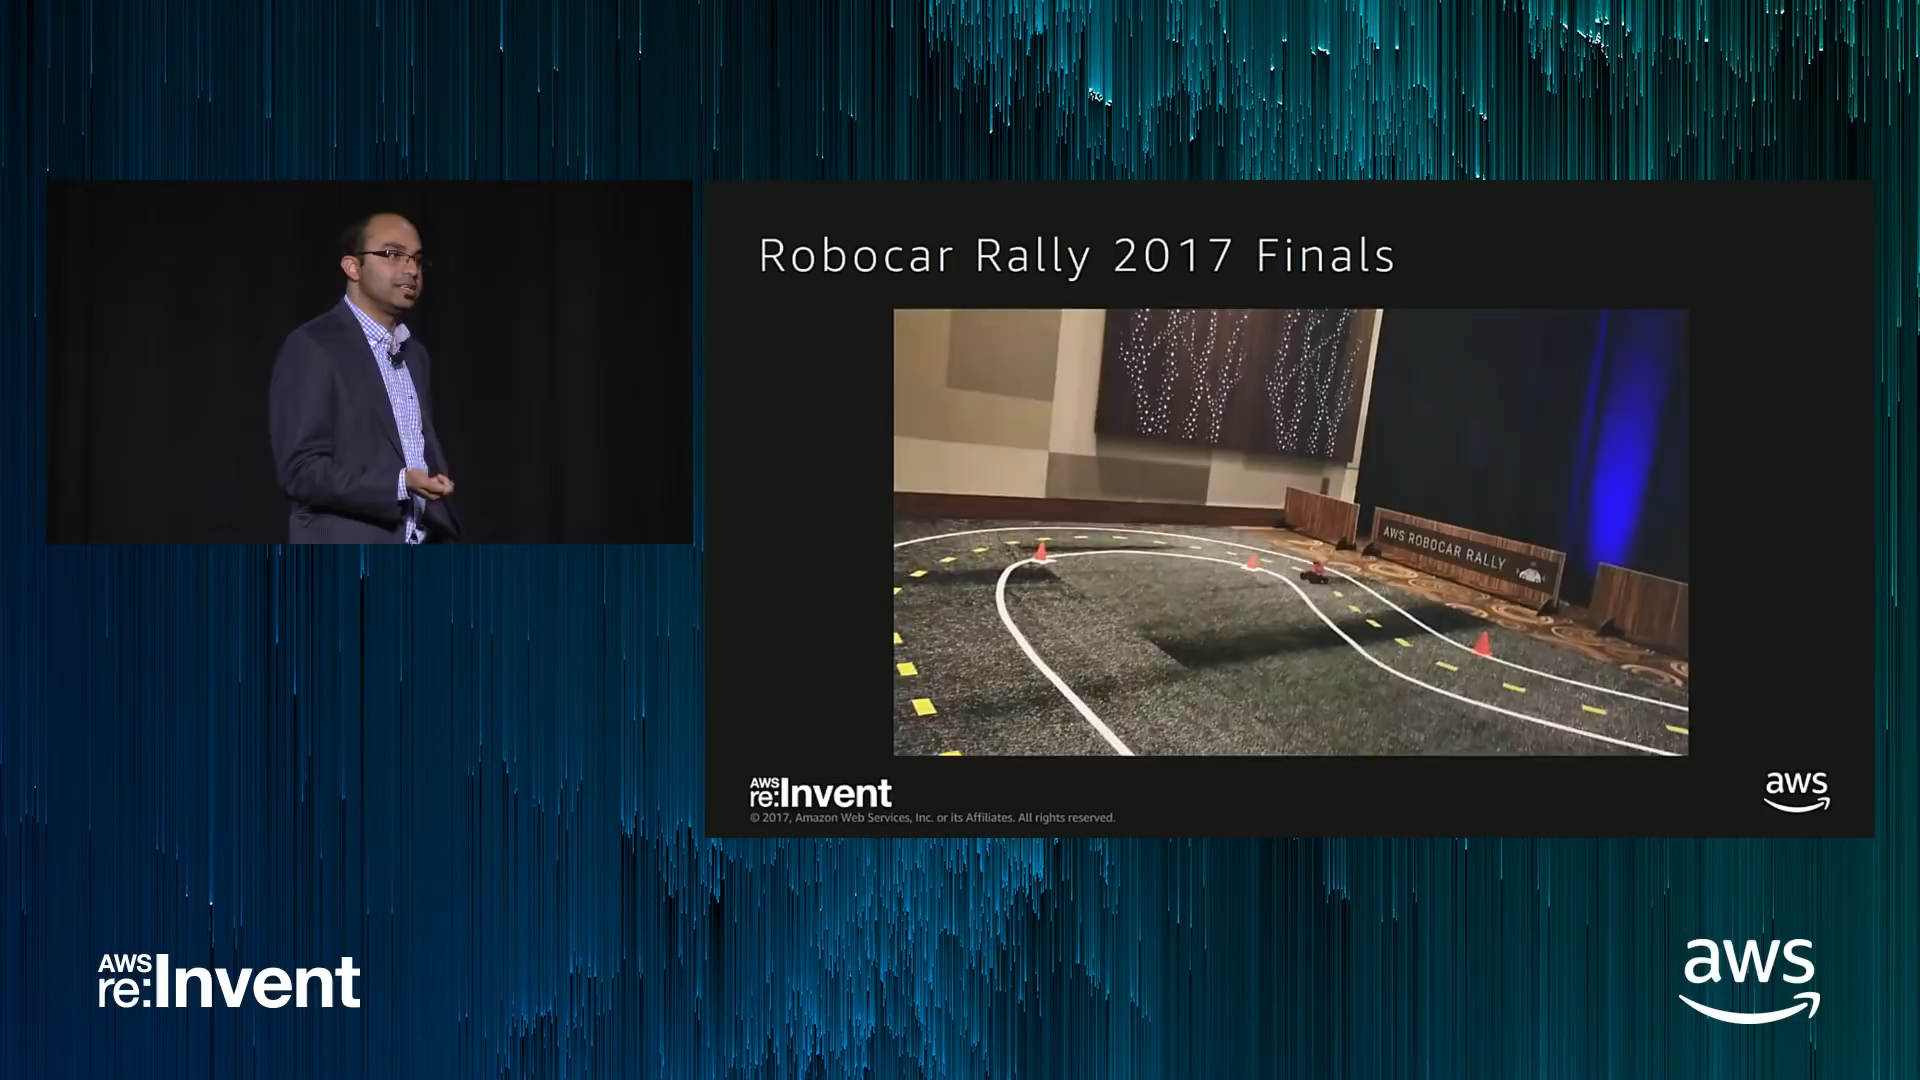 Robocar Rally 2017 Finals
AWS ROBOCAR RALLY
AWS
re:Invent
© 2017, Amazon Web Services, Inc. or its Affiliates. All rights reserved.
aws
AWS
re:Invent
aws